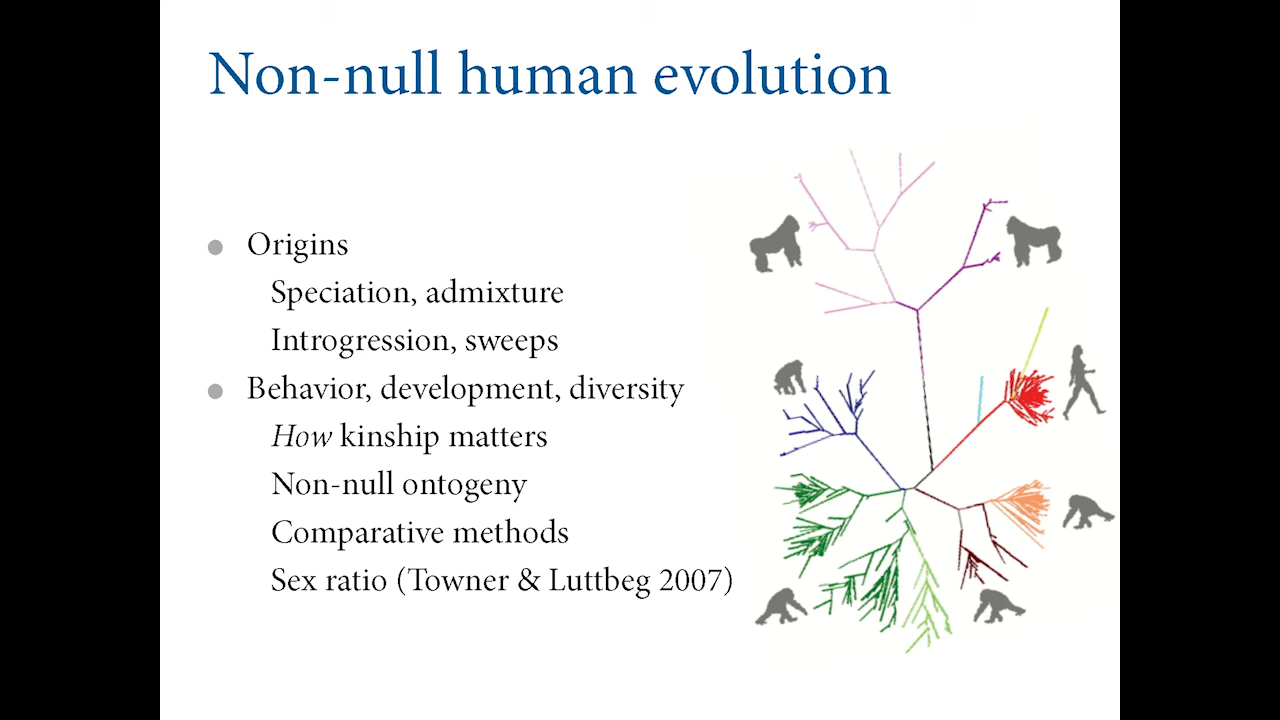 Non-null human evolution
Origins
Speciation, admixture
Introgression, sweeps
Behavior, development, diversity
How kinship matters
Non-null ontogeny
Comparative methods
Sex ratio (Towner & Luttbeg 2007)